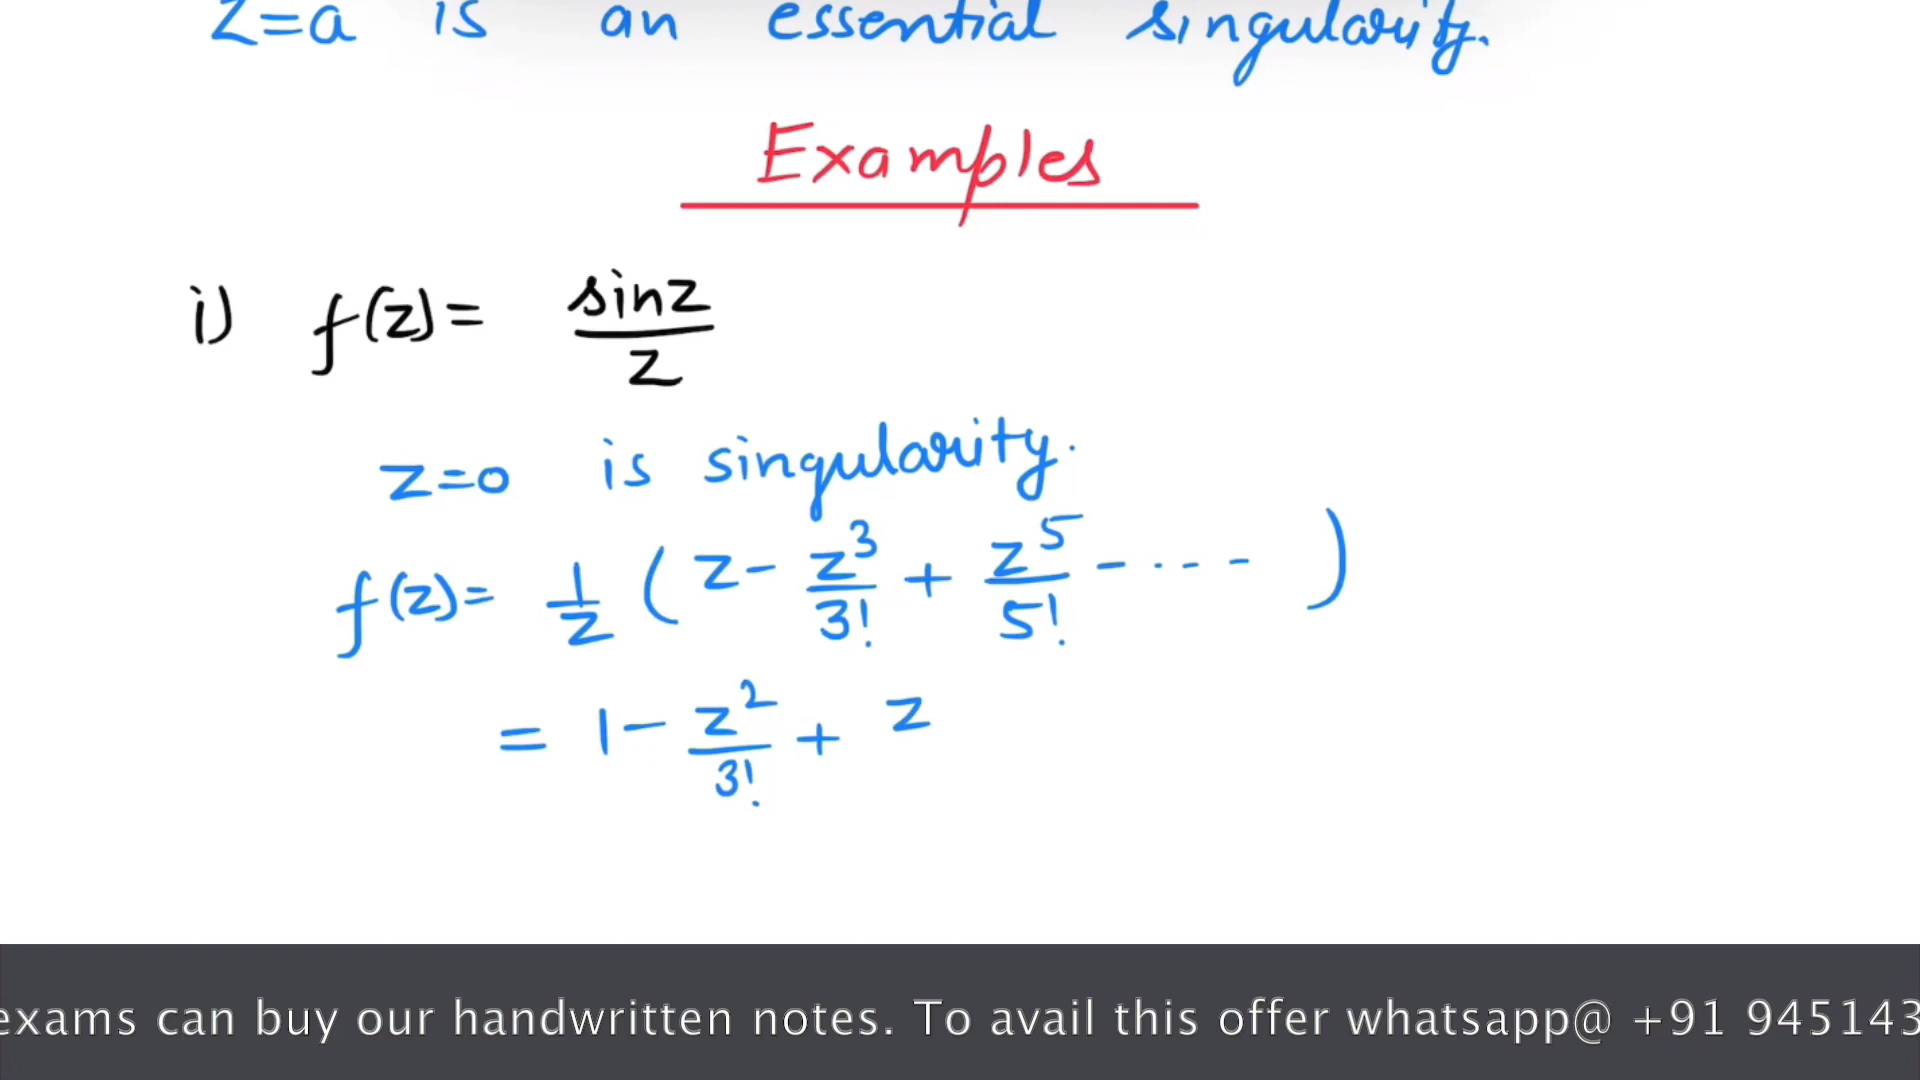 z=a is an essential singularity.
Examples
i) f(z)= sinz/z
z=0 is singularity.
f(z)= 1/z ( z - z³/3! + z⁵/5! - ---- )
= 1 - z²/3! + z
exams can buy our handwritten notes. To avail this offer whatsapp@ +91 945143